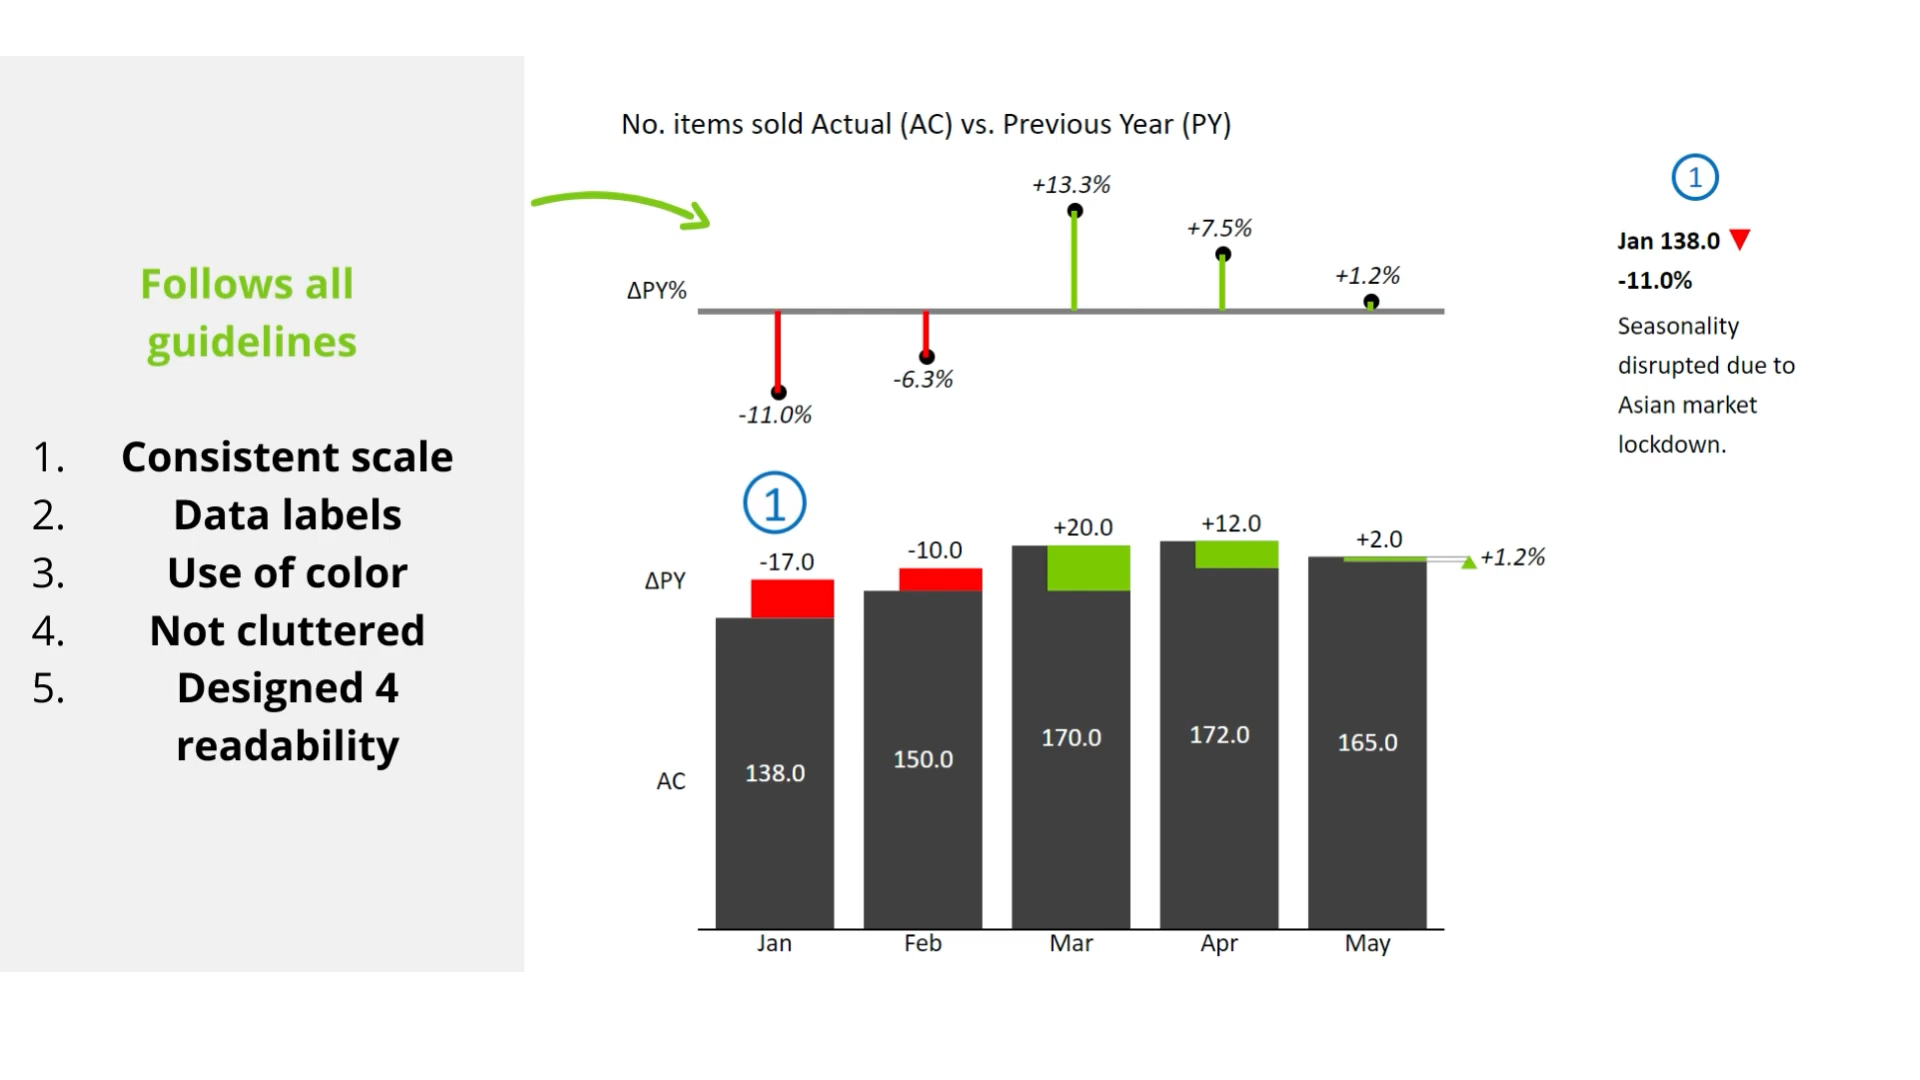 Follows all
guidelines
1. Consistent scale
2. Data labels
3. Use of color
4. Not cluttered
5. Designed 4
readability
No. items sold Actual (AC) vs. Previous Year (PY)
+13.3%
+7.5%
+1.2%
ΔPY%
-6.3%
-11.0%
1
Jan 138.0
-11.0%
Seasonality
disrupted due to
Asian market
lockdown.
1
-17.0 -10.0 +20.0 +12.0 +2.0
+1.2%
ΔPY
AC
138.0 150.0 170.0 172.0 165.0
Jan Feb Mar Apr May